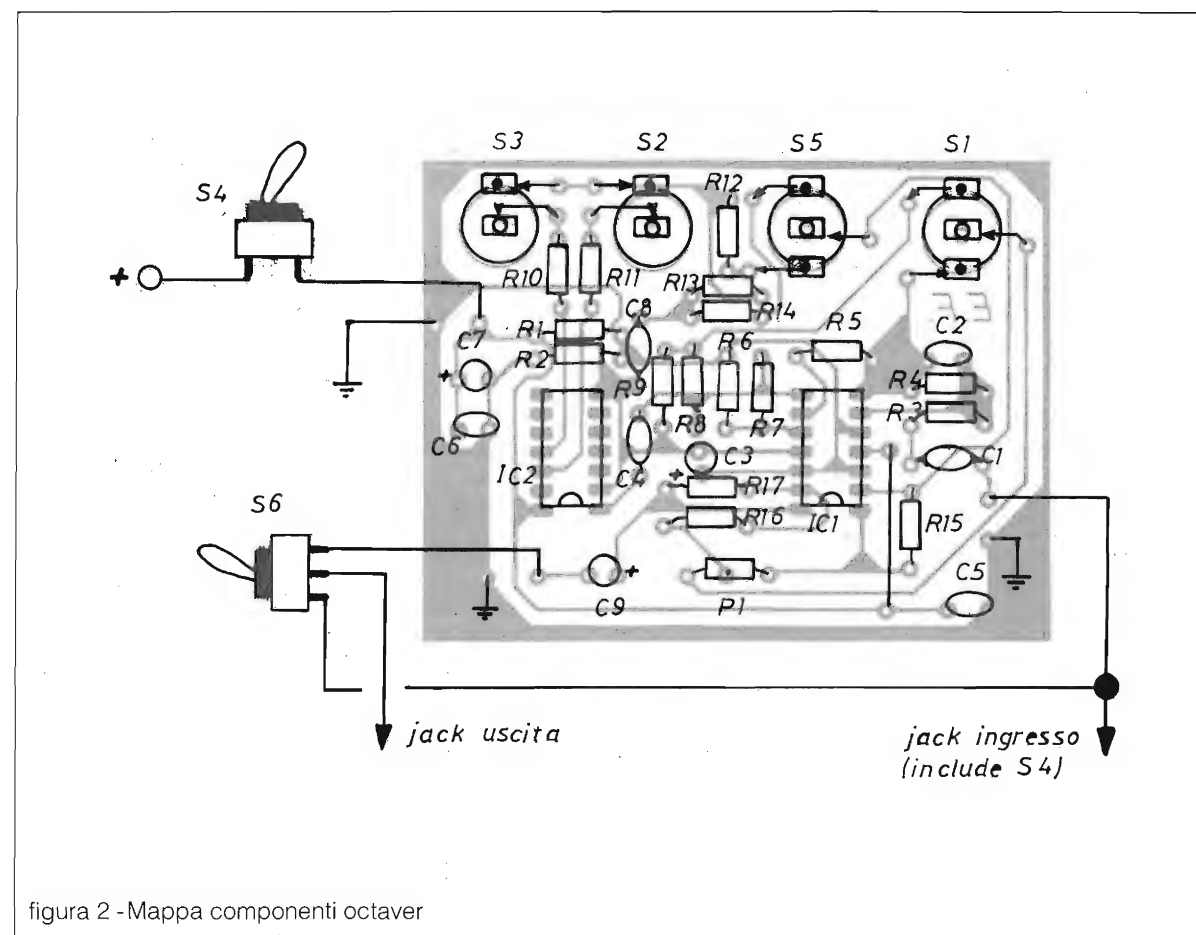 S3 S2 S5 S1
S4
R12
+
R10 R11 R13
C8 R14
R1 R5 C2
C7 R2 R6
+ R4
R9 R3
R8 R7
C6 C4 C3 C1
IC2 + R17
S6 R16 IC1 R15
+ C5
C9 P1
jack uscita
jack ingresso
(include S4)
figura 2 - Mappa componenti octaver